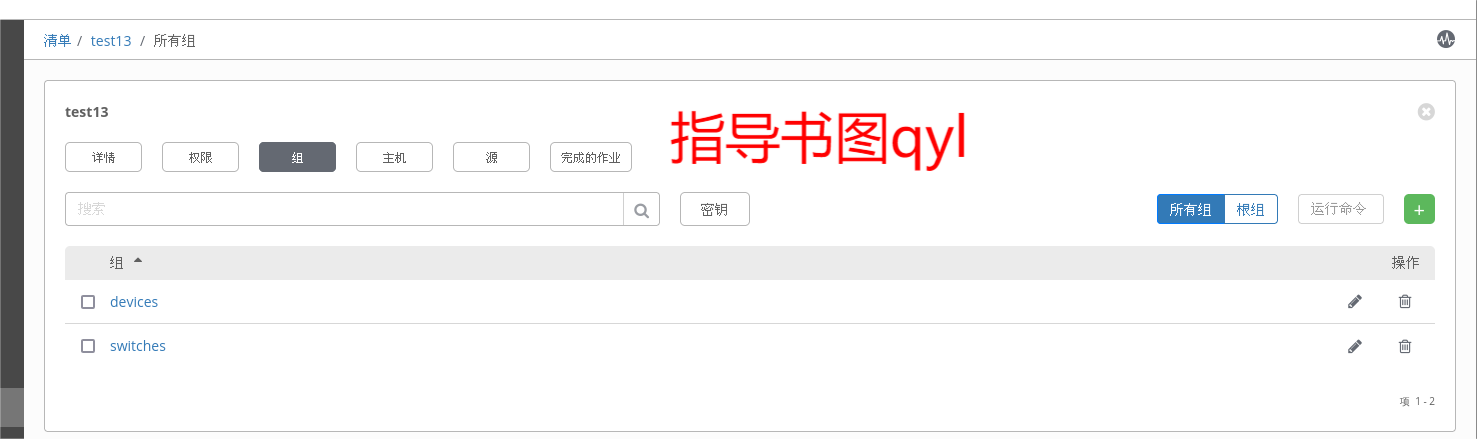 清单 / test13 / 所有组
test13
指导书图qyl
详情 权限 组 主机 源 完成的作业
搜索 密钥 所有组 根组 运行命令 +
组 操作
devices
switches
项 1 - 2